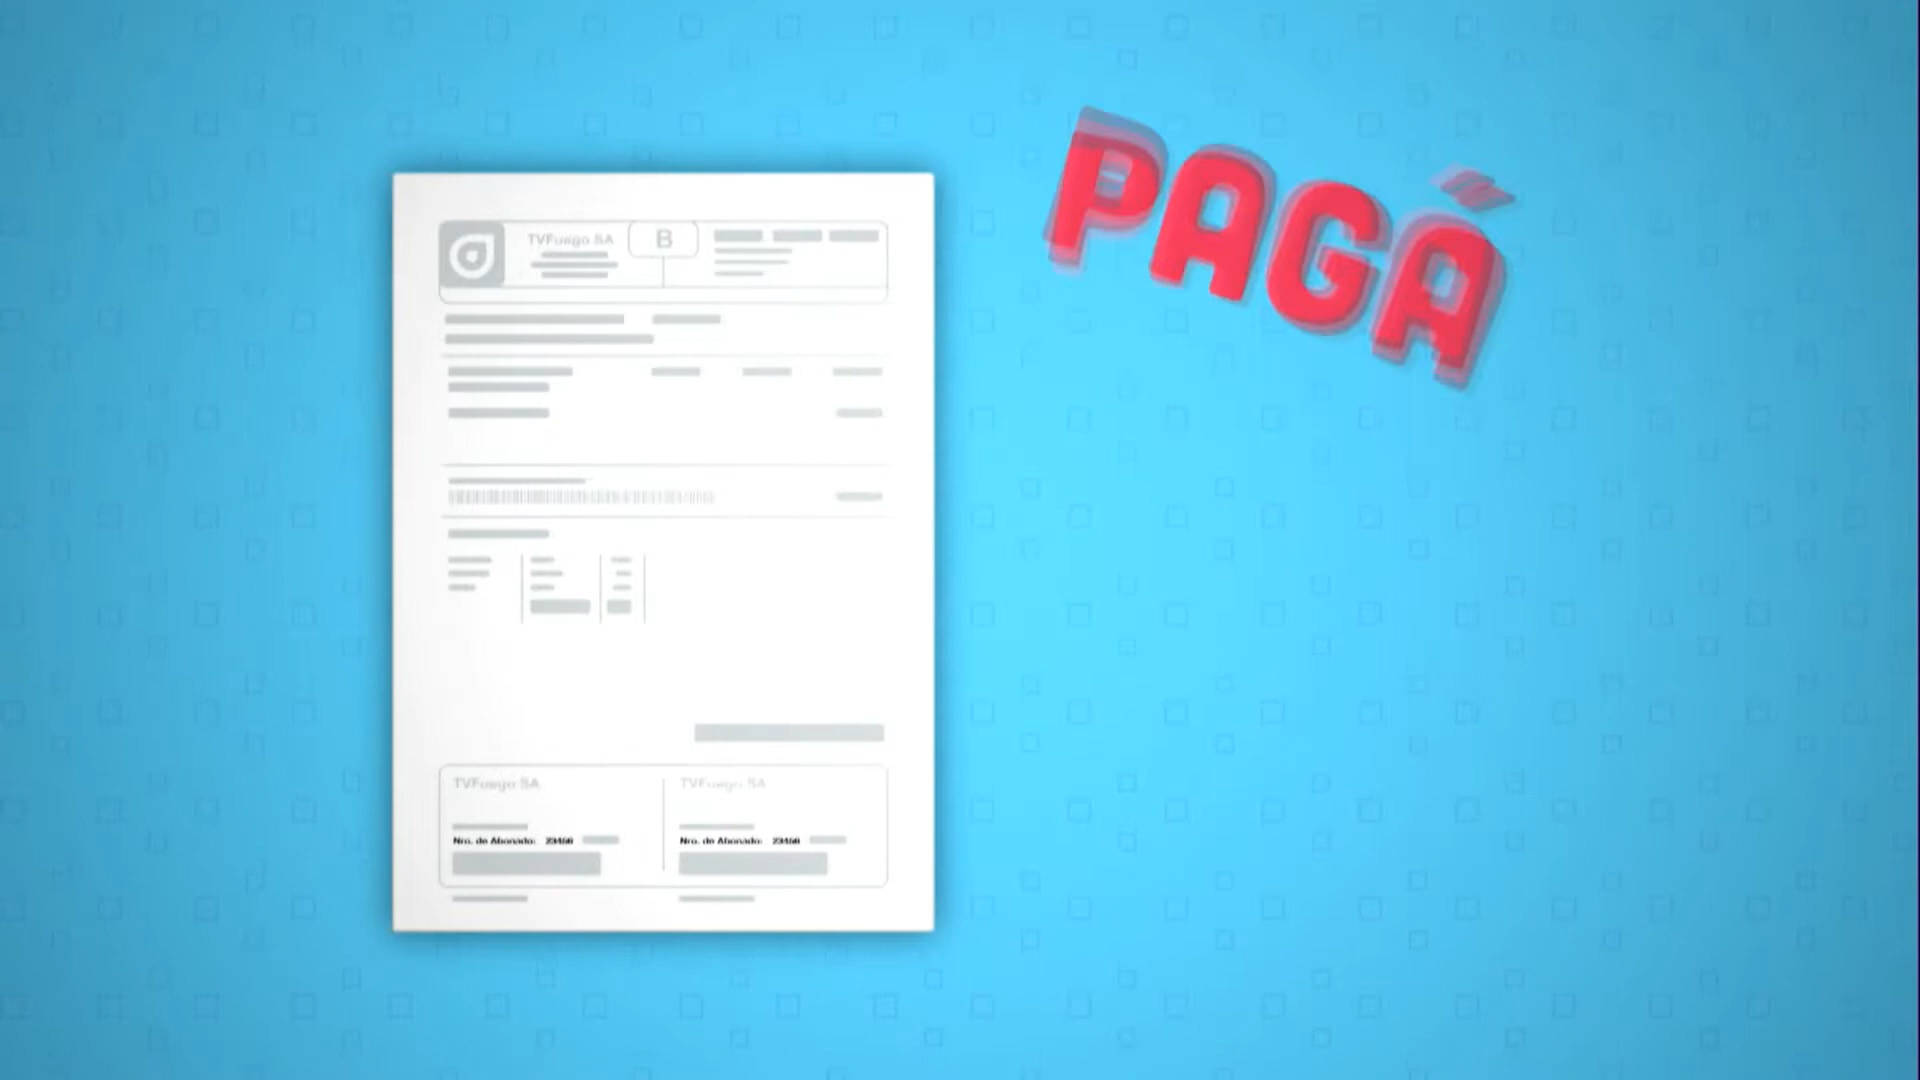 PAGÁ
TVFuego SA
B
TVFuego SA
Nro. de Abonado: 23456
TVFuego SA
Nro. de Abonado: 23456